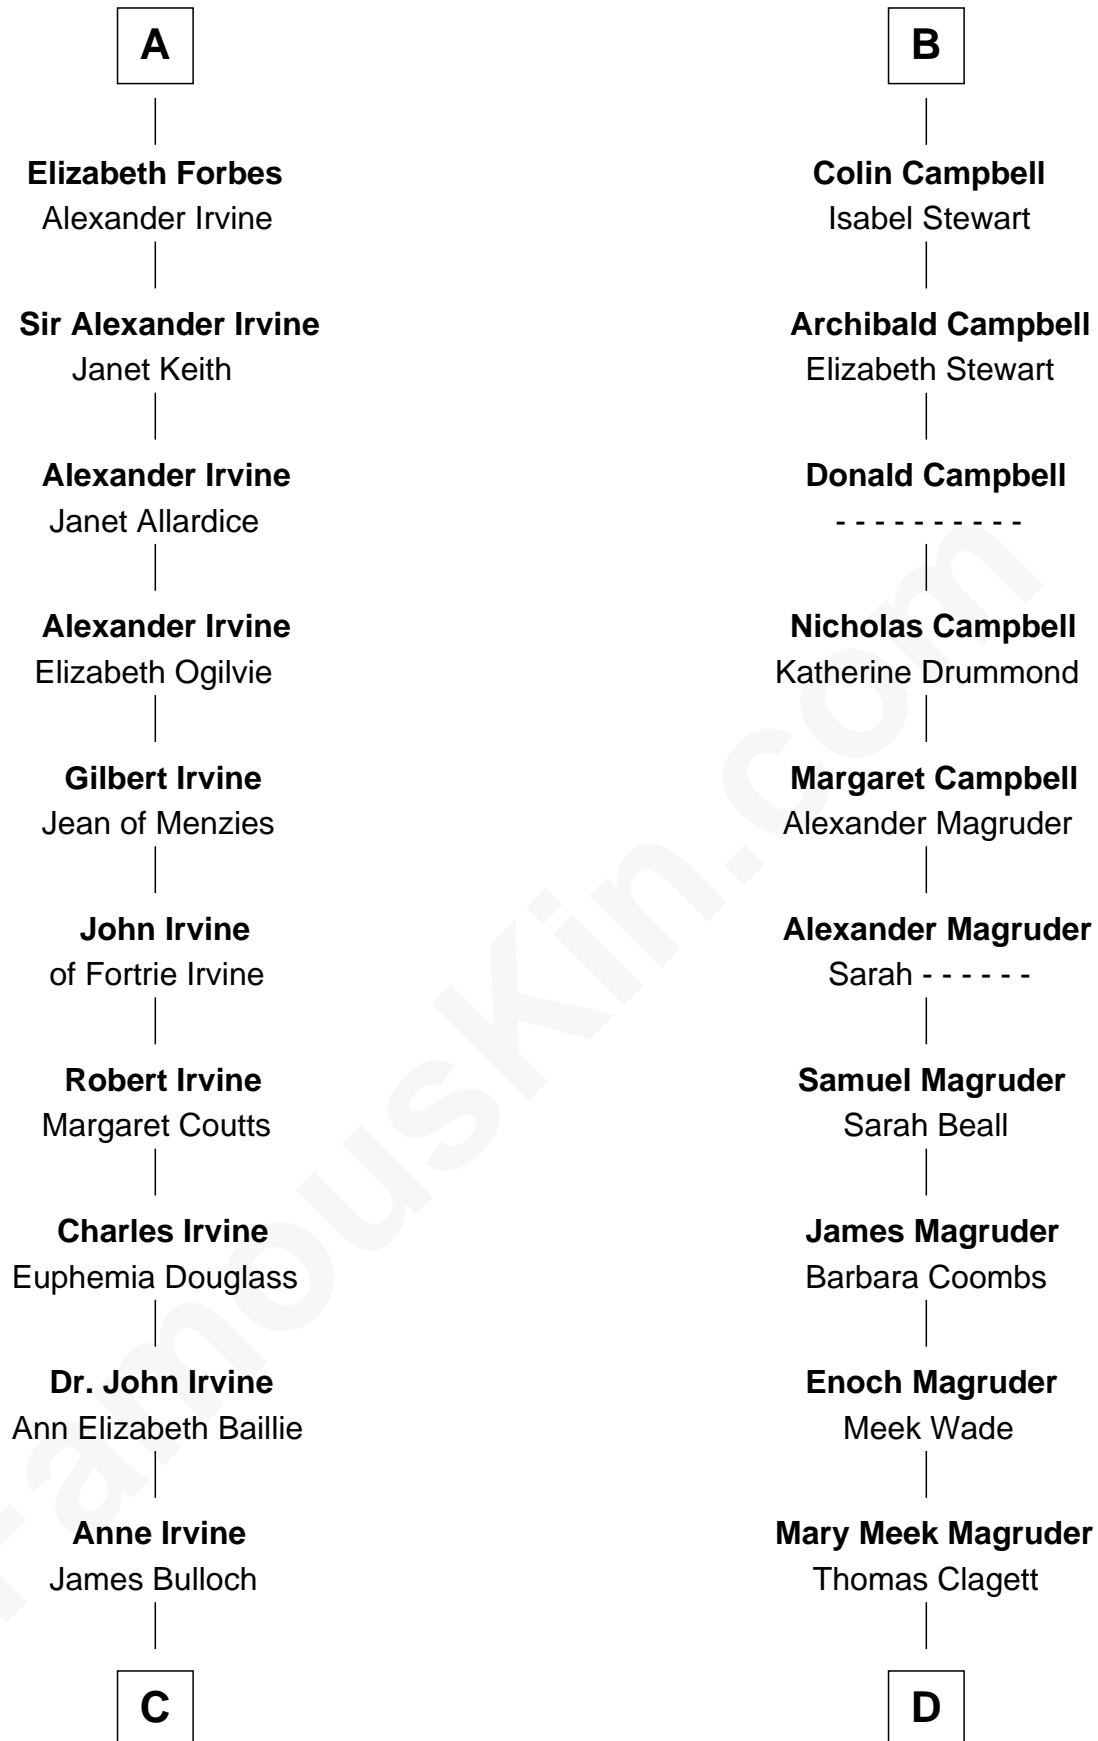 A
Elizabeth Forbes
Alexander Irvine
Sir Alexander Irvine
Janet Keith
Alexander Irvine
Janet Allardice
Alexander Irvine
Elizabeth Ogilvie
Gilbert Irvine
Jean of Menzies
John Irvine
of Fortrie Irvine
Robert Irvine
Margaret Coutts
Charles Irvine
Euphemia Douglass
Dr. John Irvine
Ann Elizabeth Baillie
Anne Irvine
James Bulloch
C
B
Colin Campbell
Isabel Stewart
Archibald Campbell
Elizabeth Stewart
Donald Campbell
- - - - - - - - - -
Nicholas Campbell
Katherine Drummond
Margaret Campbell
Alexander Magruder
Alexander Magruder
Sarah - - - - - -
Samuel Magruder
Sarah Beall
James Magruder
Barbara Coombs
Enoch Magruder
Meek Wade
Mary Meek Magruder
Thomas Clagett
D
FamousKin.com